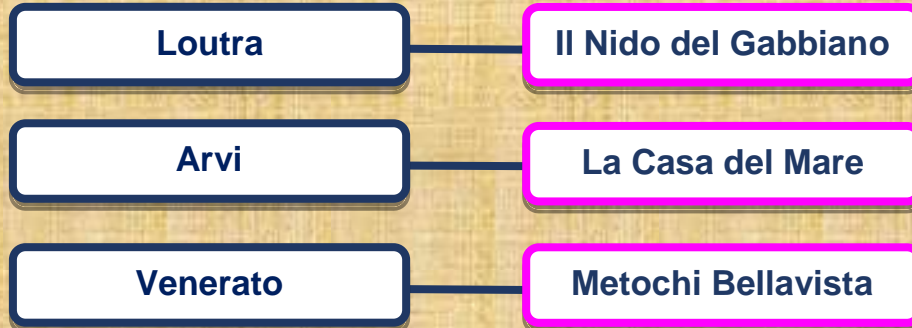 Loutra
Il Nido del Gabbiano
Arvi
La Casa del Mare
Venerato
Metochi Bellavista